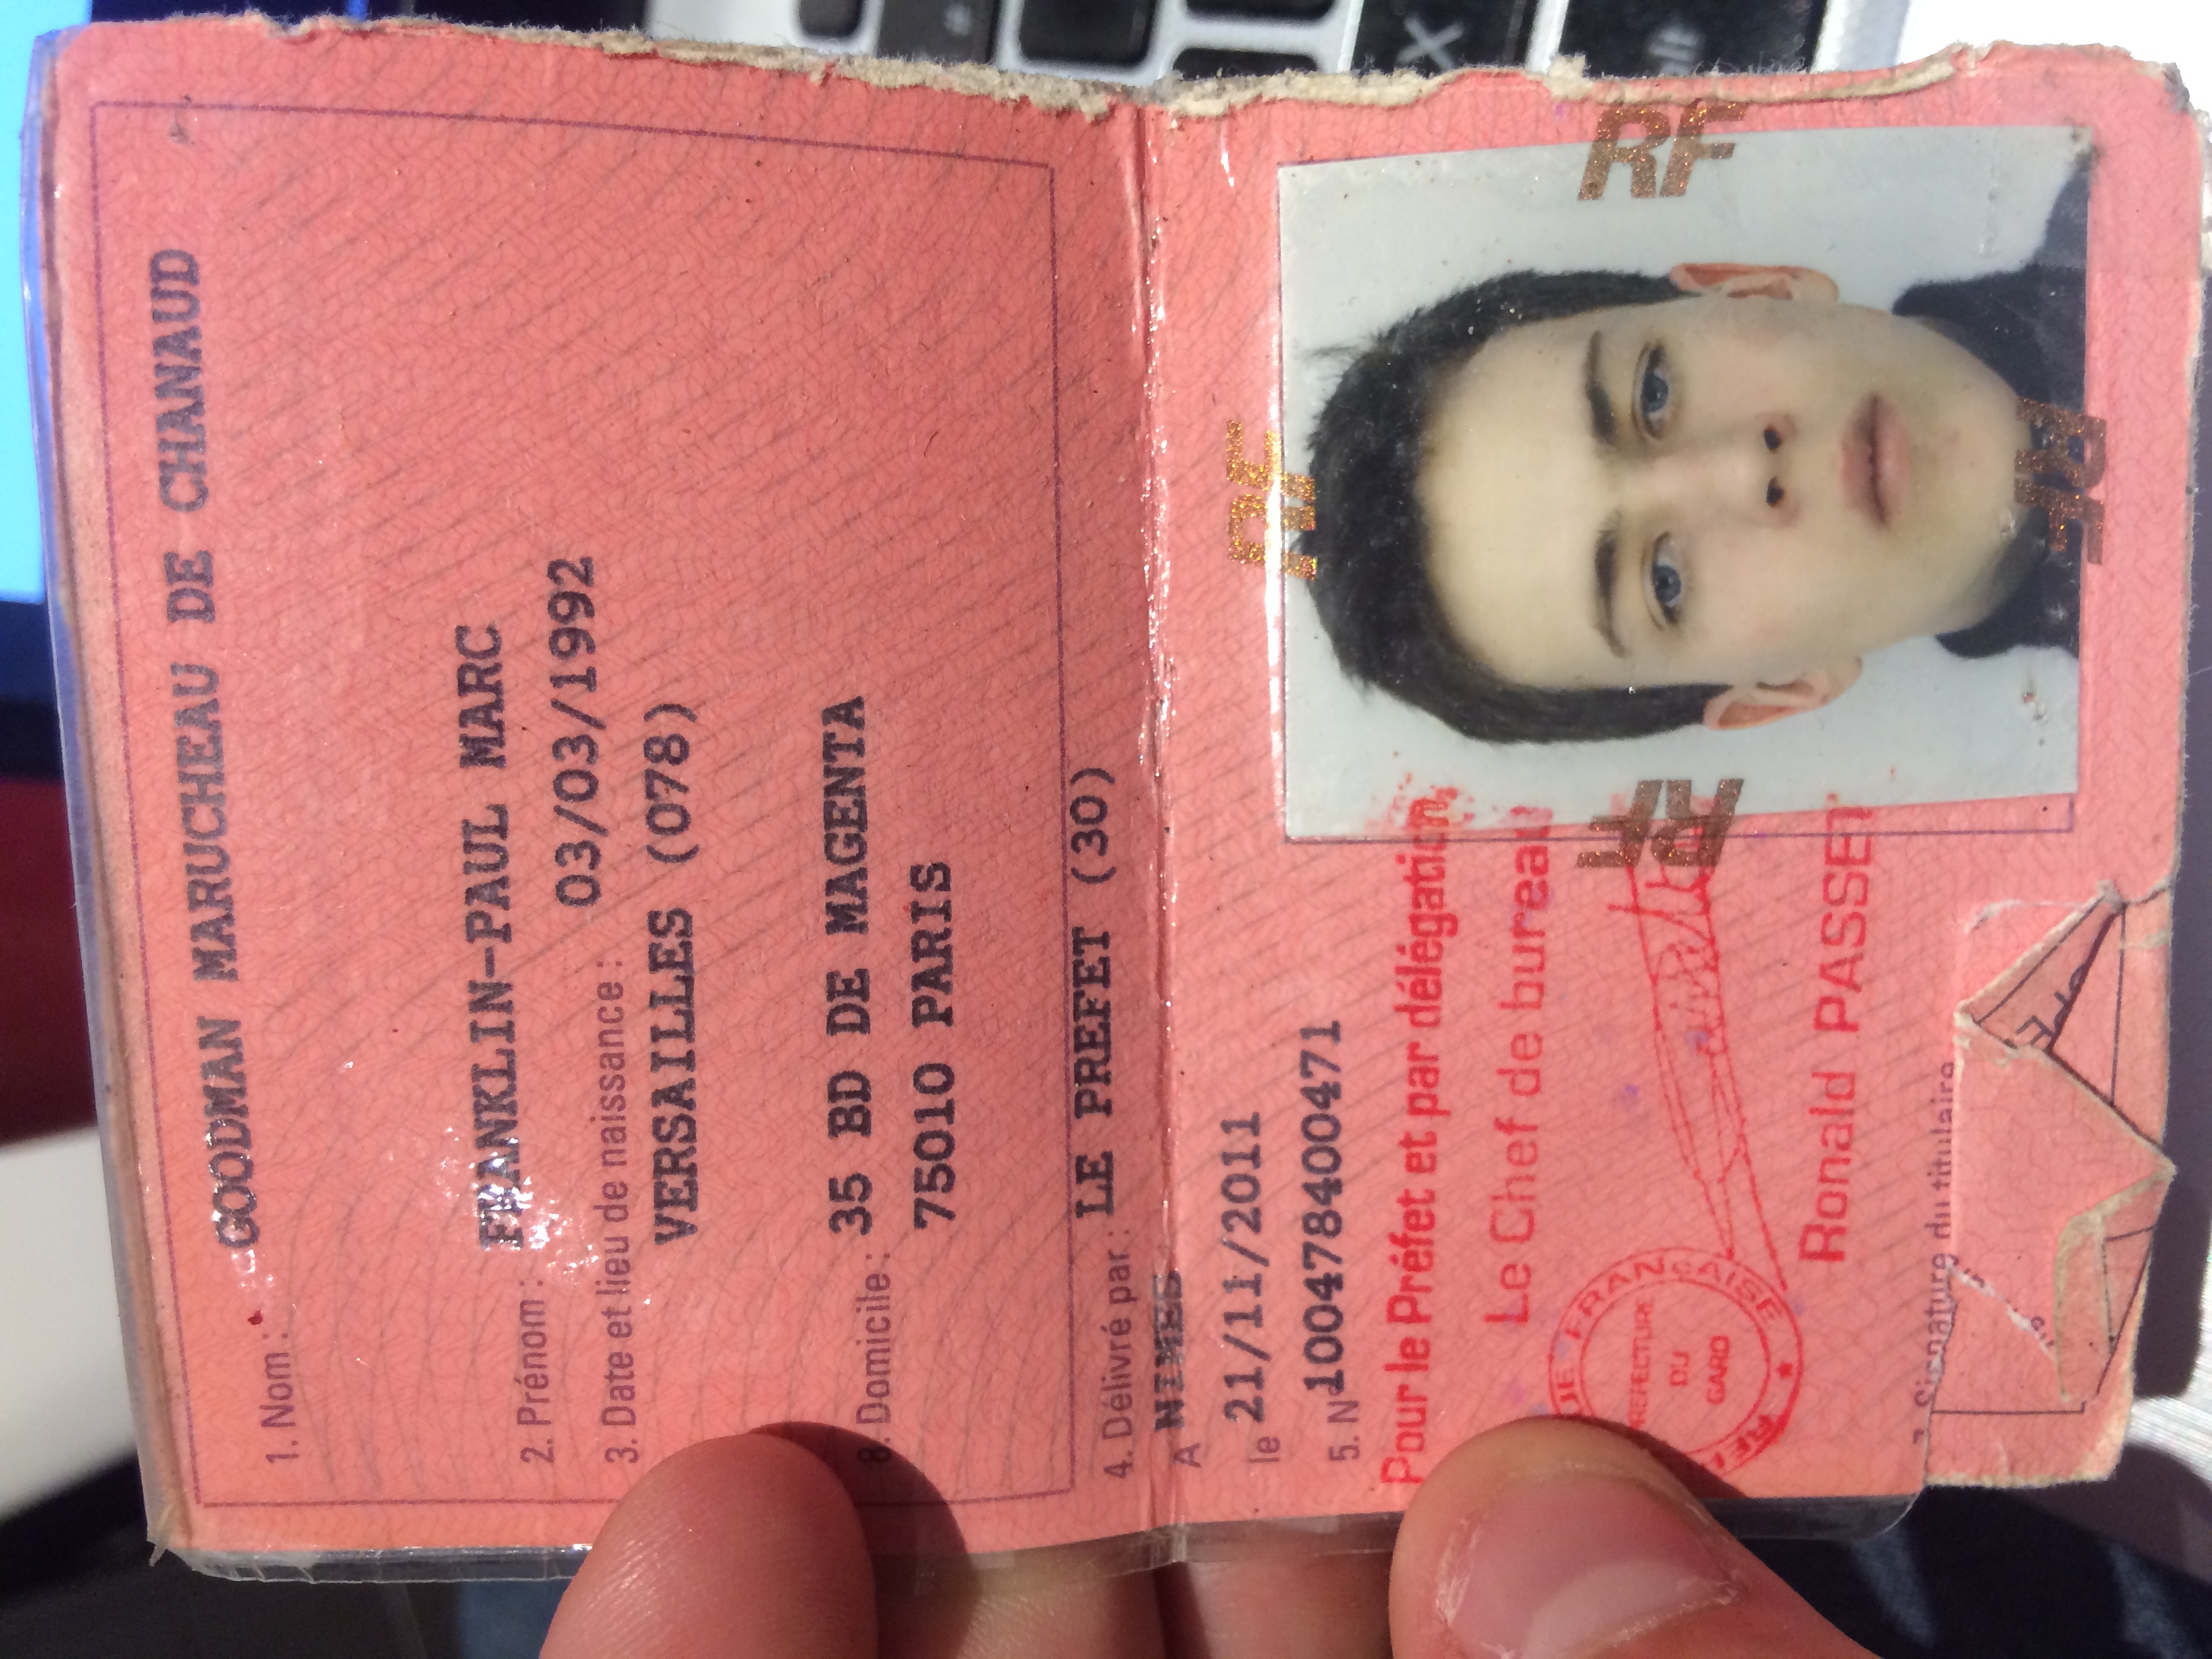 GOODMAN MARUCHEAU DE CHANAUD
1. Nom :
FRANKLIN-PAUL MARC
2. Prénom :
03/03/1992
3. Date et lieu de naissance :
VERSAILLES (078)
8. Domicile : 35 BD DE MAGENTA
75010 PARIS
4. Délivré par : LE PREFET (30)
A NIMES
le 21/11/2011
5. N° 100478400471
Pour le Préfet et par délégation,
Le Chef de bureau
PREFECTURE
DU
GARD
FRANÇAISE
Ronald PASSET
7. Signature du titulaire
RF
RF
RF
RF
X
alt